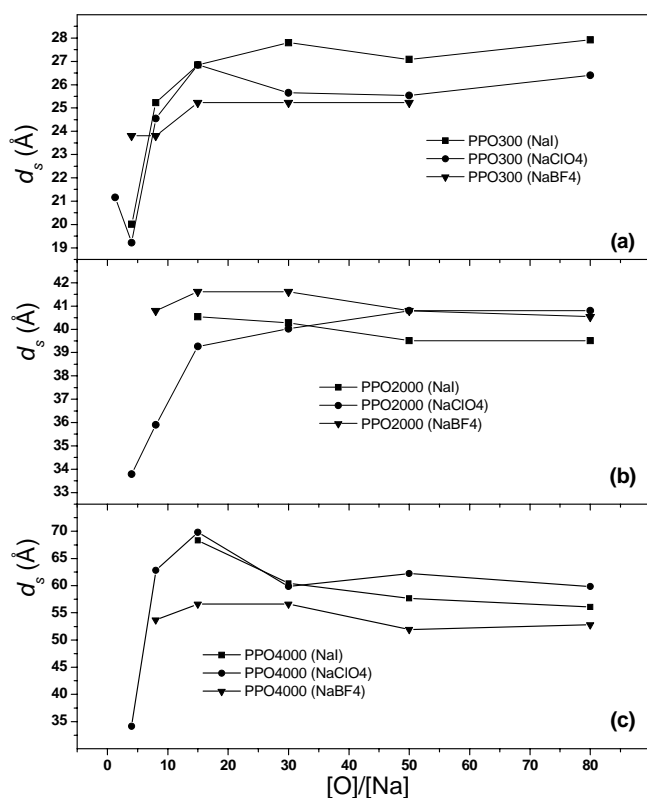 28
27
26
25
24
23
22
21
20
19
d_s (Å)
PPO300 (NaI)
PPO300 (NaClO4)
PPO300 (NaBF4)
(a)
42
41
40
39
38
37
36
35
34
33
d_s (Å)
PPO2000 (NaI)
PPO2000 (NaClO4)
PPO2000 (NaBF4)
(b)
70
65
60
55
50
45
40
35
d_s (Å)
PPO4000 (NaI)
PPO4000 (NaClO4)
PPO4000 (NaBF4)
(c)
0 10 20 30 40 50 60 70 80
[O]/[Na]